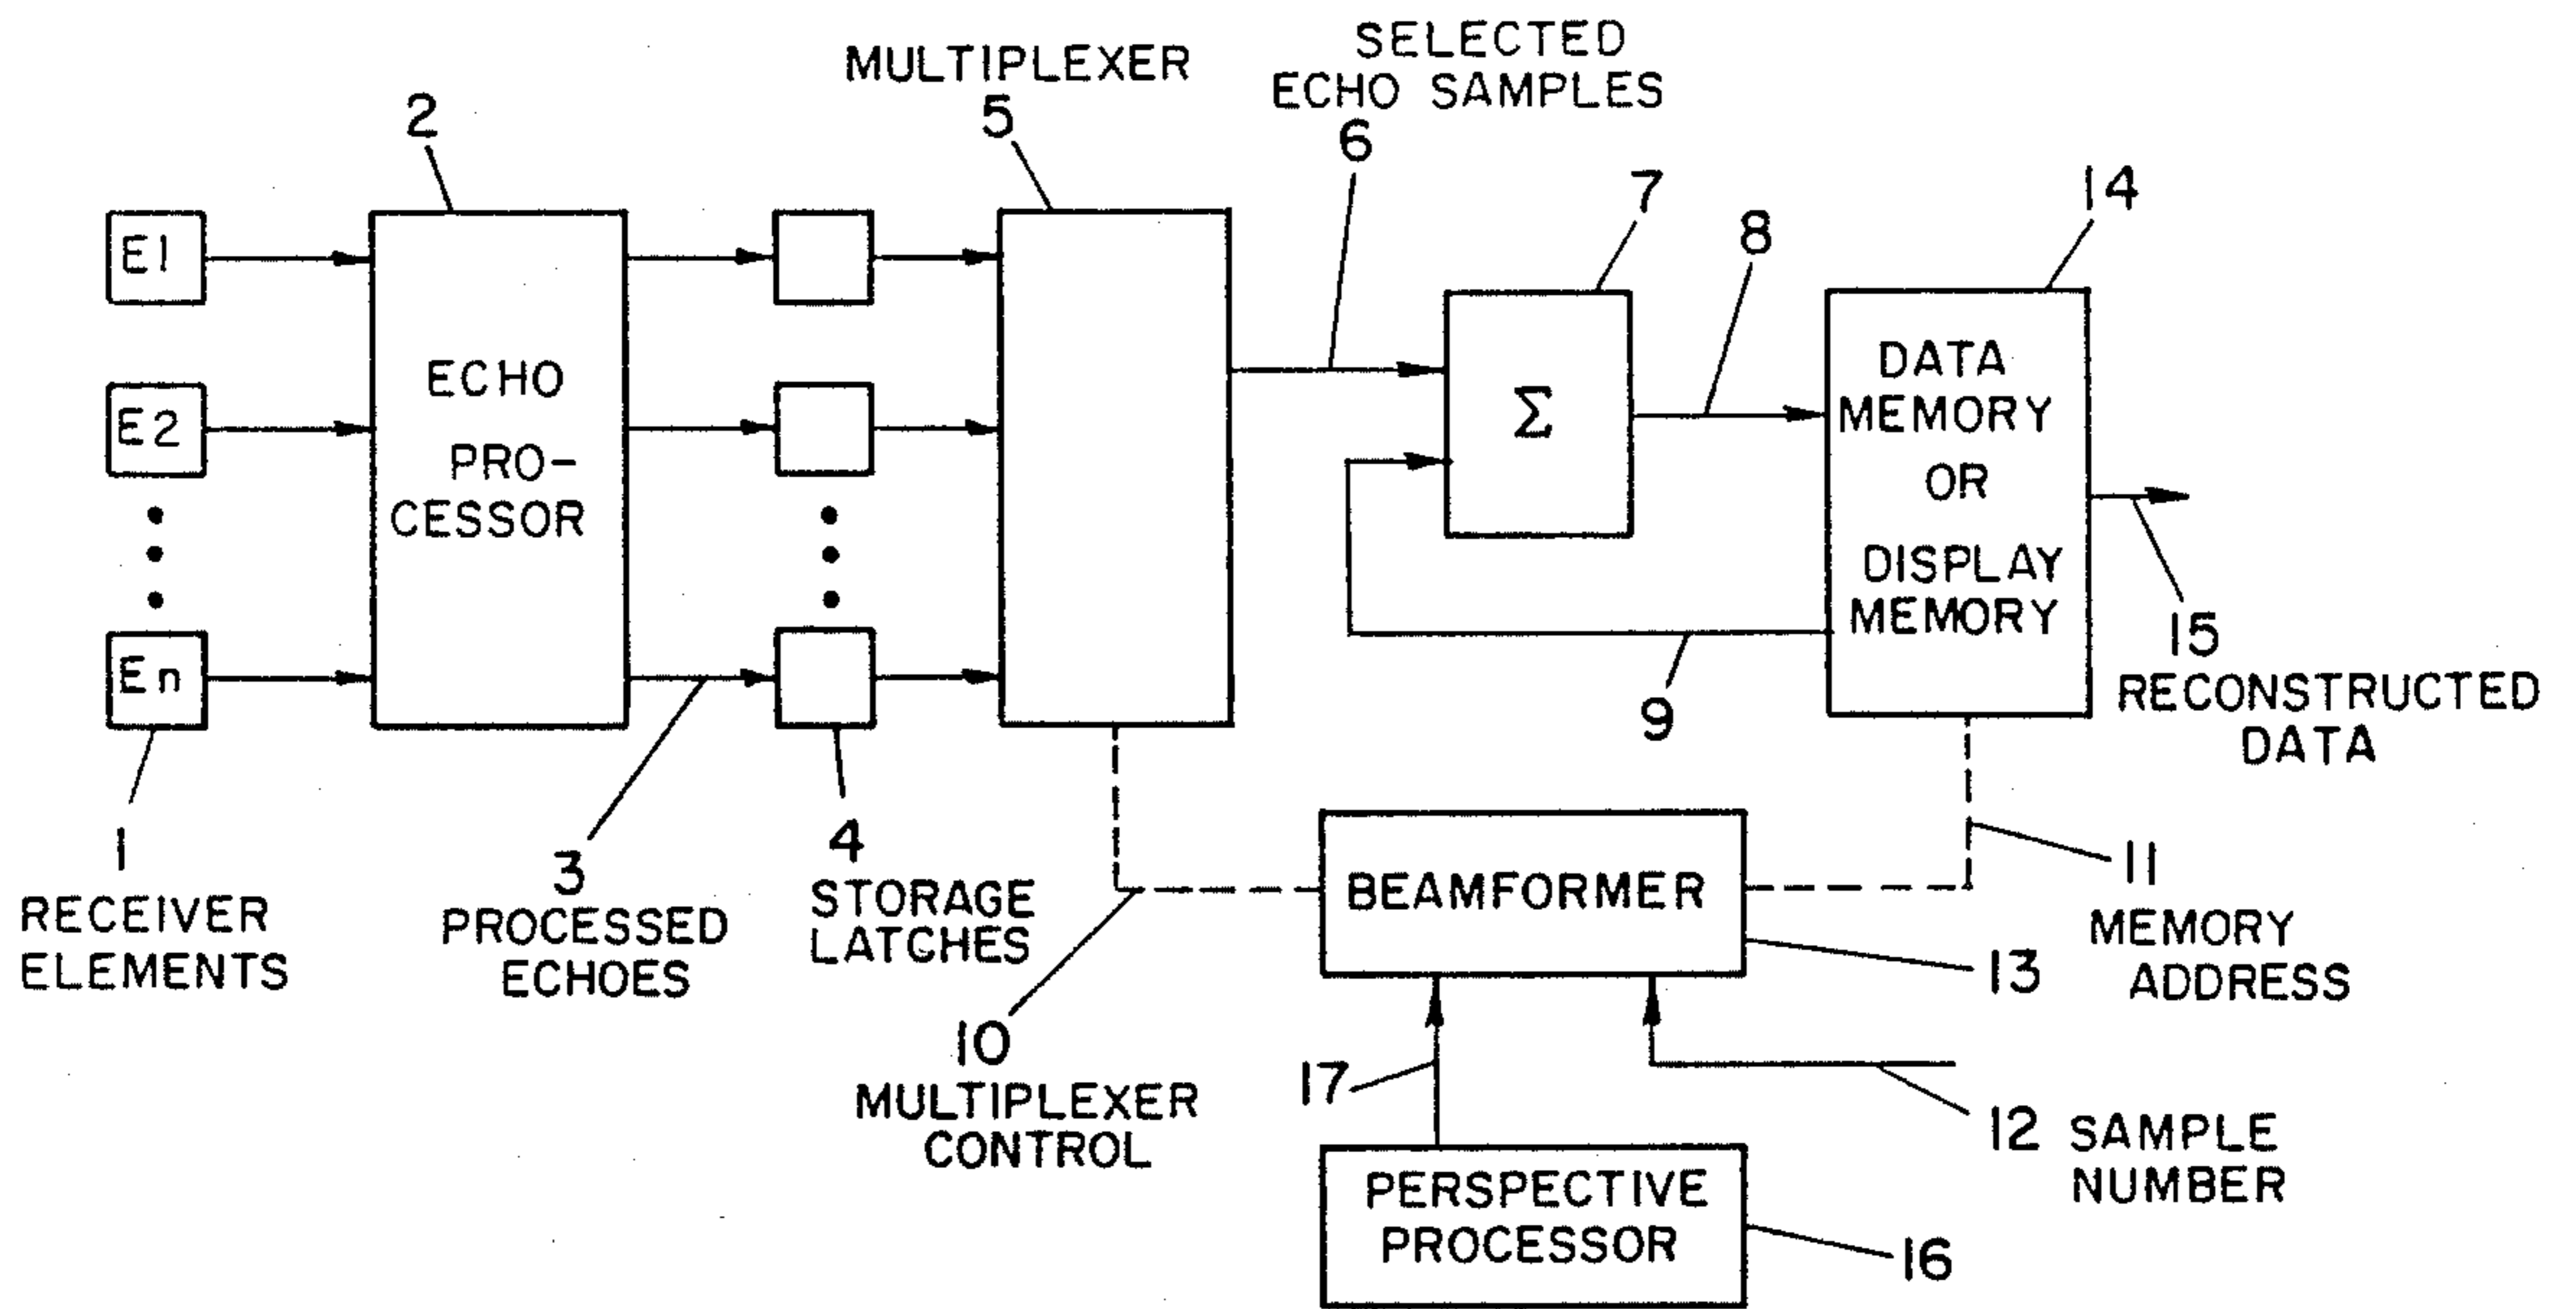 SELECTED
ECHO SAMPLES
6
MULTIPLEXER
5
2
7
8
14
E1
E2
En
ECHO
PRO-
CESSOR
Σ
DATA
MEMORY
OR
DISPLAY
MEMORY
9
15
RECONSTRUCTED
DATA
1
RECEIVER
ELEMENTS
3
PROCESSED
ECHOES
4
STORAGE
LATCHES
10
MULTIPLEXER
CONTROL
BEAMFORMER
11
MEMORY
ADDRESS
13
17
12 SAMPLE
NUMBER
PERSPECTIVE
PROCESSOR
16